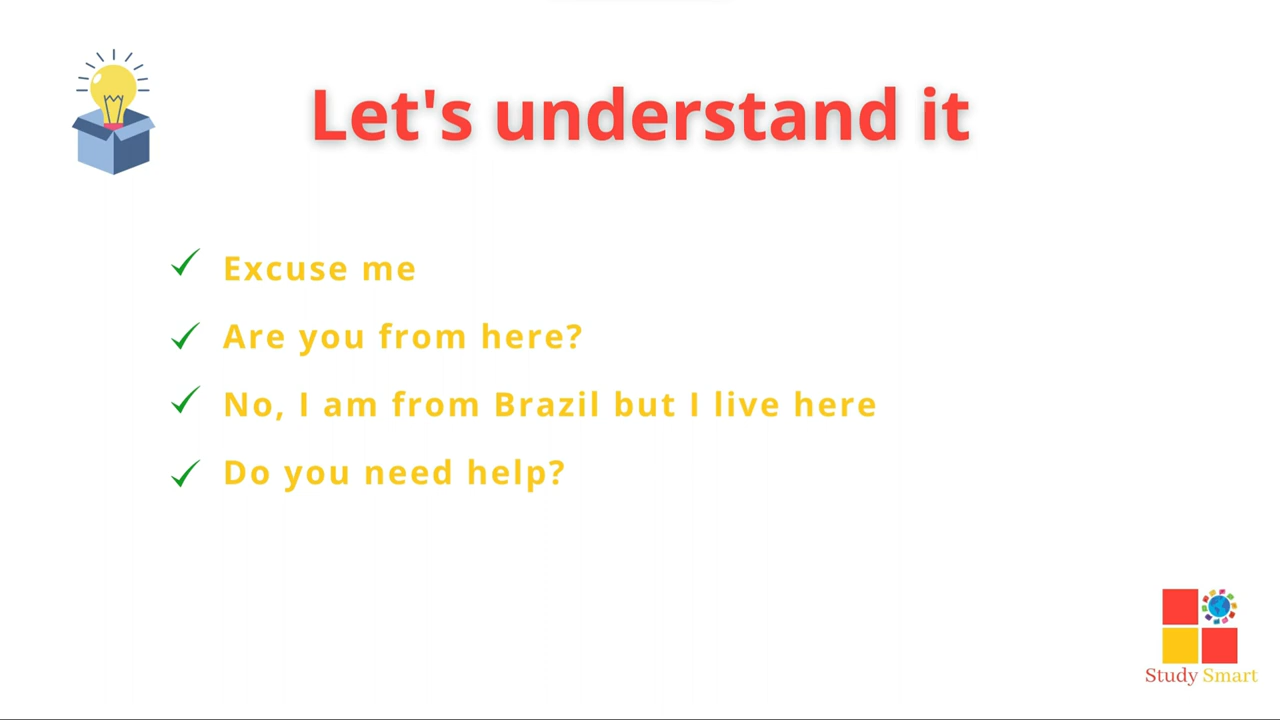 Let's understand it
Excuse me
Are you from here?
No, I am from Brazil but I live here
Do you need help?
Study Smart